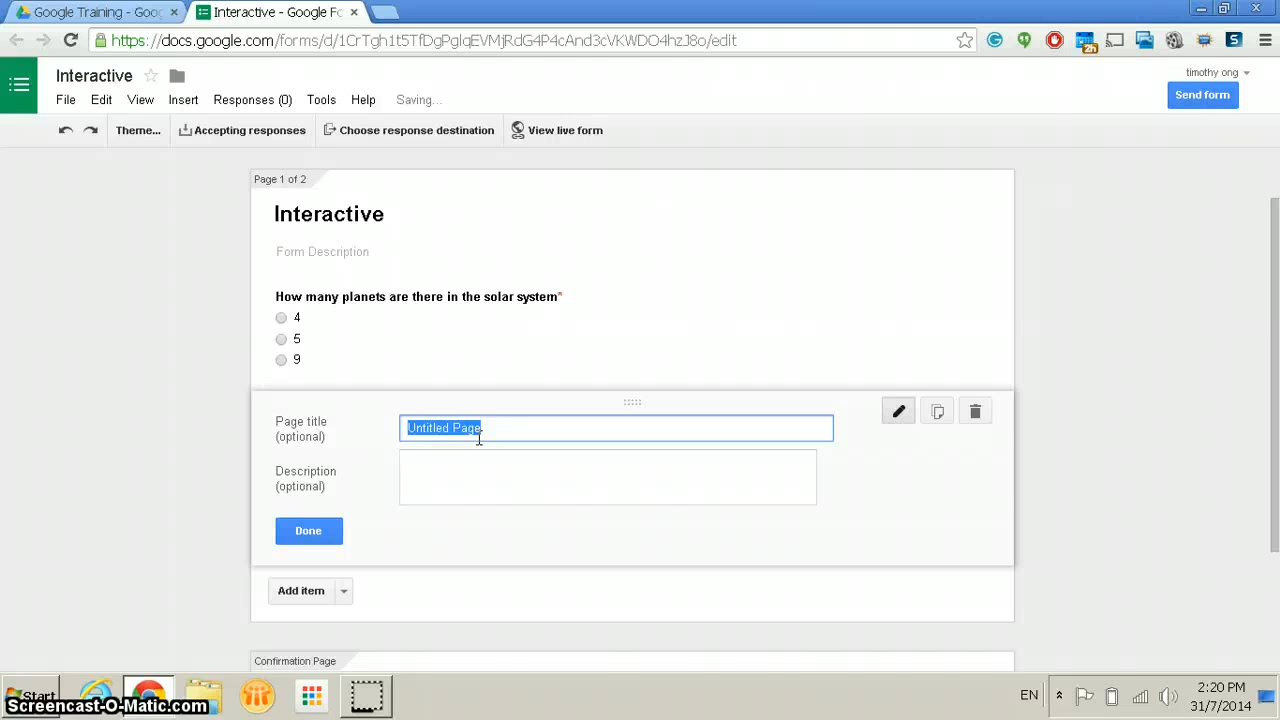 Google Training - Goog
Interactive - Google Fo
https://docs.google.com/forms/d/1CrTgh1t5TfDgPgIqEVMjRdG4P4cAnd3cVKWDO4hzJ8o/edit
2h
Interactive
timothy ong
File Edit View Insert Responses (0) Tools Help Saving...
Send form
Theme... Accepting responses Choose response destination View live form
Page 1 of 2
Interactive
Form Description
How many planets are there in the solar system*
4
5
9
Page title
(optional)
Untitled Page
Description
(optional)
Done
Add item
Confirmation Page
Start
EN
2:20 PM
31/7/2014
Screencast-O-Matic.com